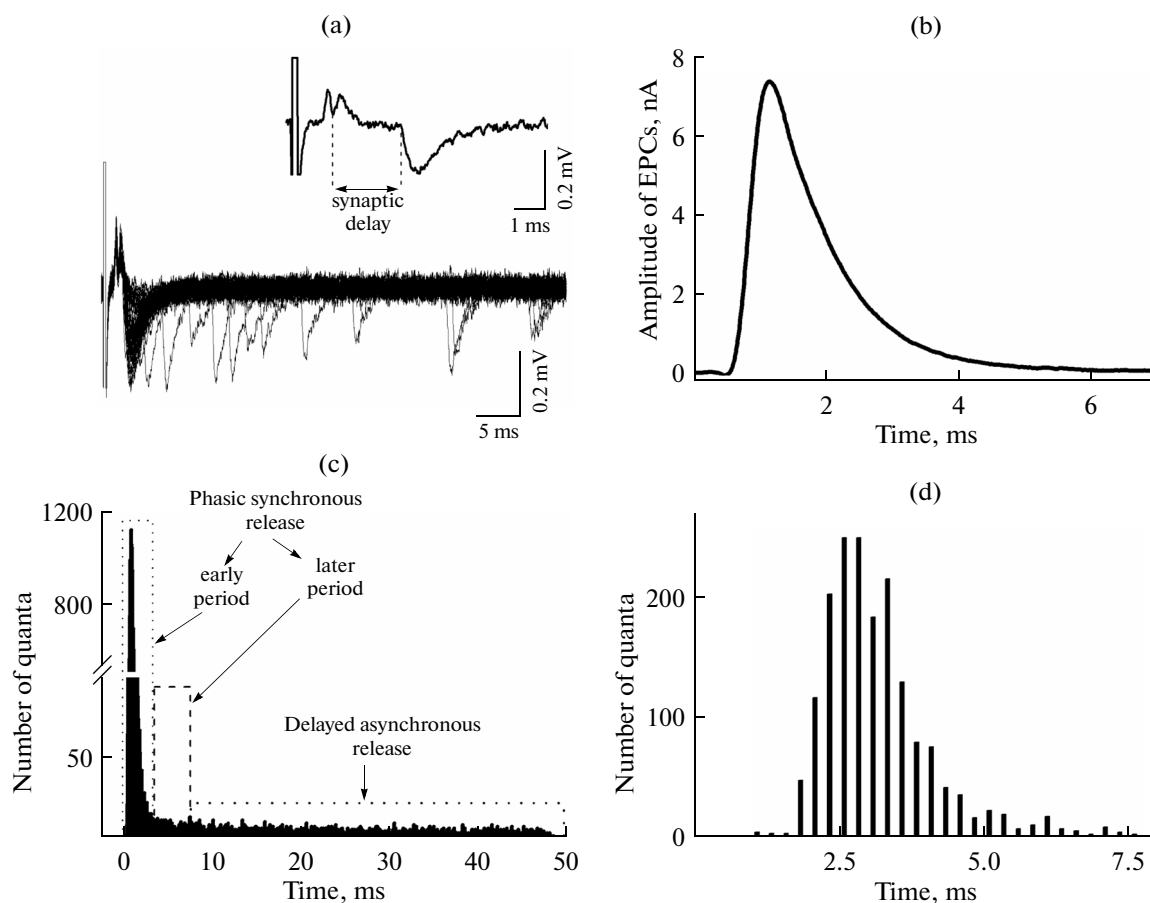 (a)
0.2 mV
synaptic
delay
1 ms
0.2 mV
5 ms
(b)
8
6
4
2
0
Amplitude of EPCs, nA
2
4
6
Time, ms
(c)
Phasic synchronous
release
early
period
later
period
Delayed asynchronous
release
1200
800
50
Number of quanta
0
10
20
30
40
50
Time, ms
(d)
200
100
0
Number of quanta
2.5
5.0
7.5
Time, ms